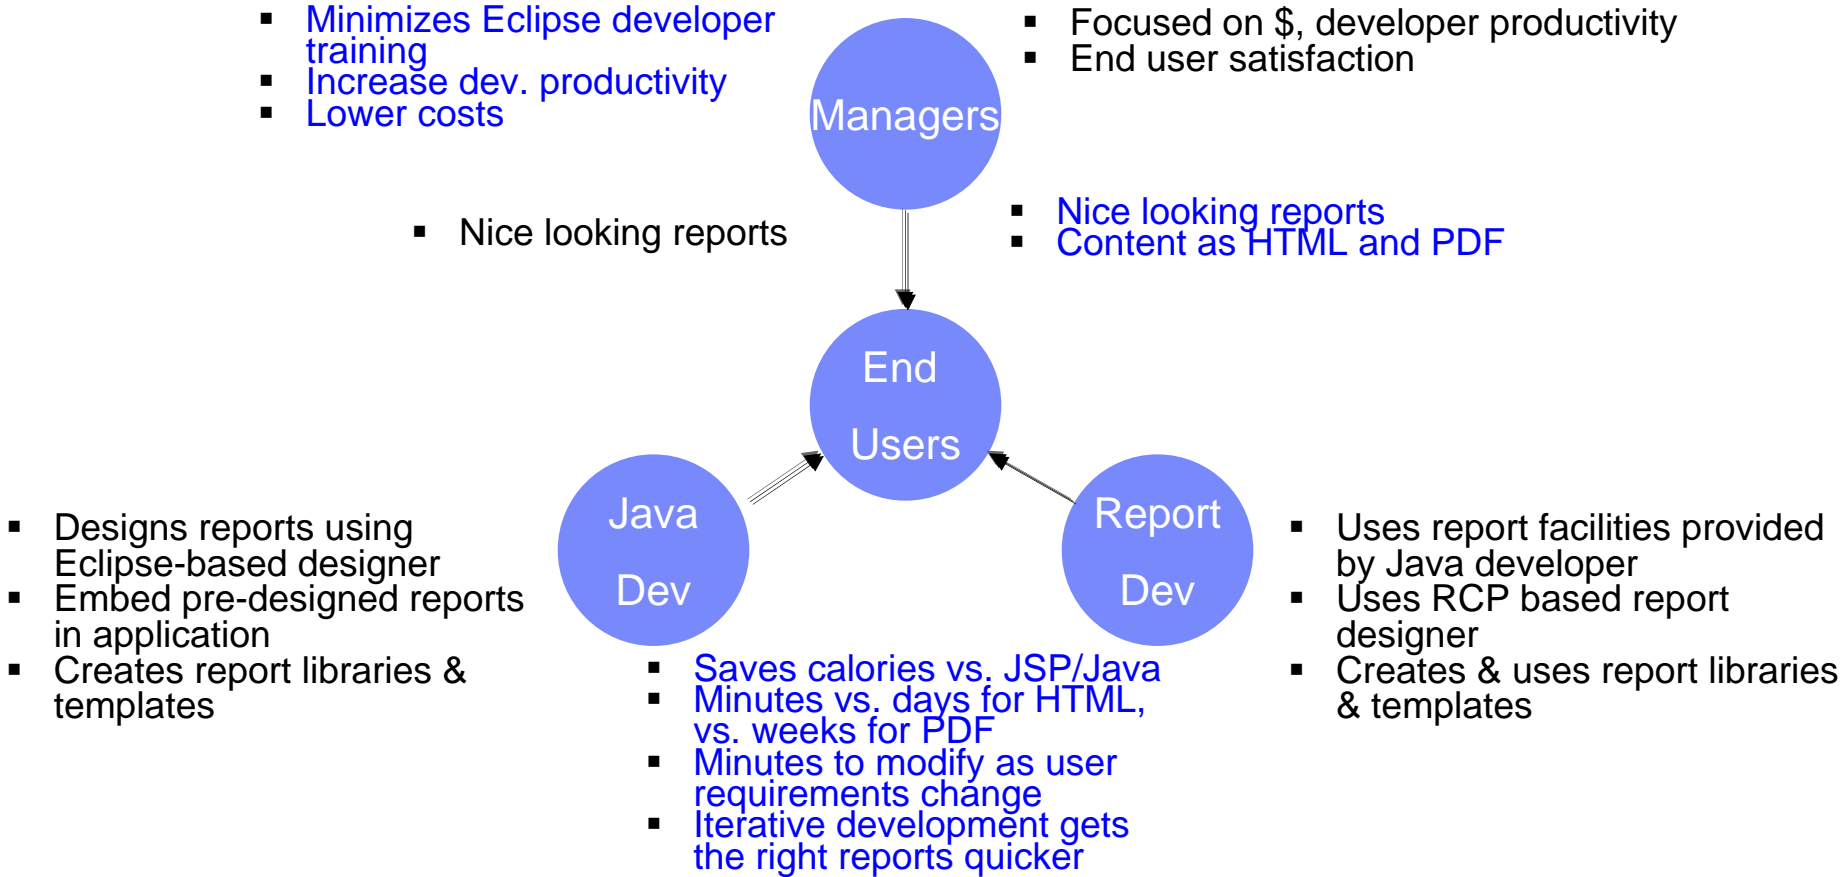 ▪ Minimizes Eclipse developer
training
▪ Increase dev. productivity
▪ Lower costs
Managers
▪ Focused on $, developer productivity
▪ End user satisfaction
▪ Nice looking reports
▪ Nice looking reports
▪ Content as HTML and PDF
End
Users
Java
Dev
Report
Dev
▪ Designs reports using
Eclipse-based designer
▪ Embed pre-designed reports
in application
▪ Creates report libraries &
templates
▪ Uses report facilities provided
by Java developer
▪ Uses RCP based report
designer
▪ Creates & uses report libraries
& templates
▪ Saves calories vs. JSP/Java
▪ Minutes vs. days for HTML,
vs. weeks for PDF
▪ Minutes to modify as user
requirements change
▪ Iterative development gets
the right reports quicker